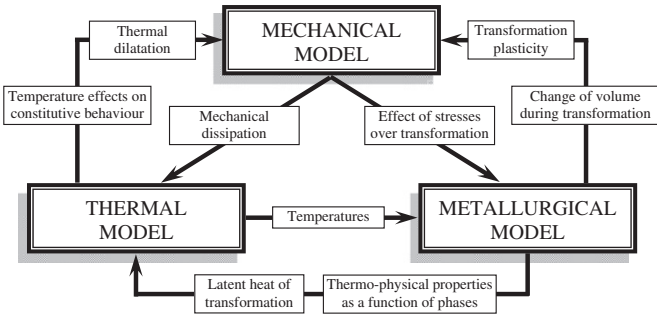 Thermal
dilatation
MECHANICAL
MODEL
Transformation
plasticity
Temperature effects on
constitutive behaviour
Mechanical
dissipation
Effect of stresses
over transformation
Change of volume
during transformation
THERMAL
MODEL
Temperatures
METALLURGICAL
MODEL
Latent heat of
transformation
Thermo-physical properties
as a function of phases